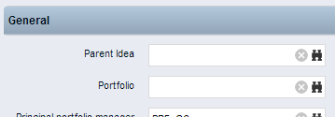 General
Parent Idea
Portfolio
Principal portfolio manager